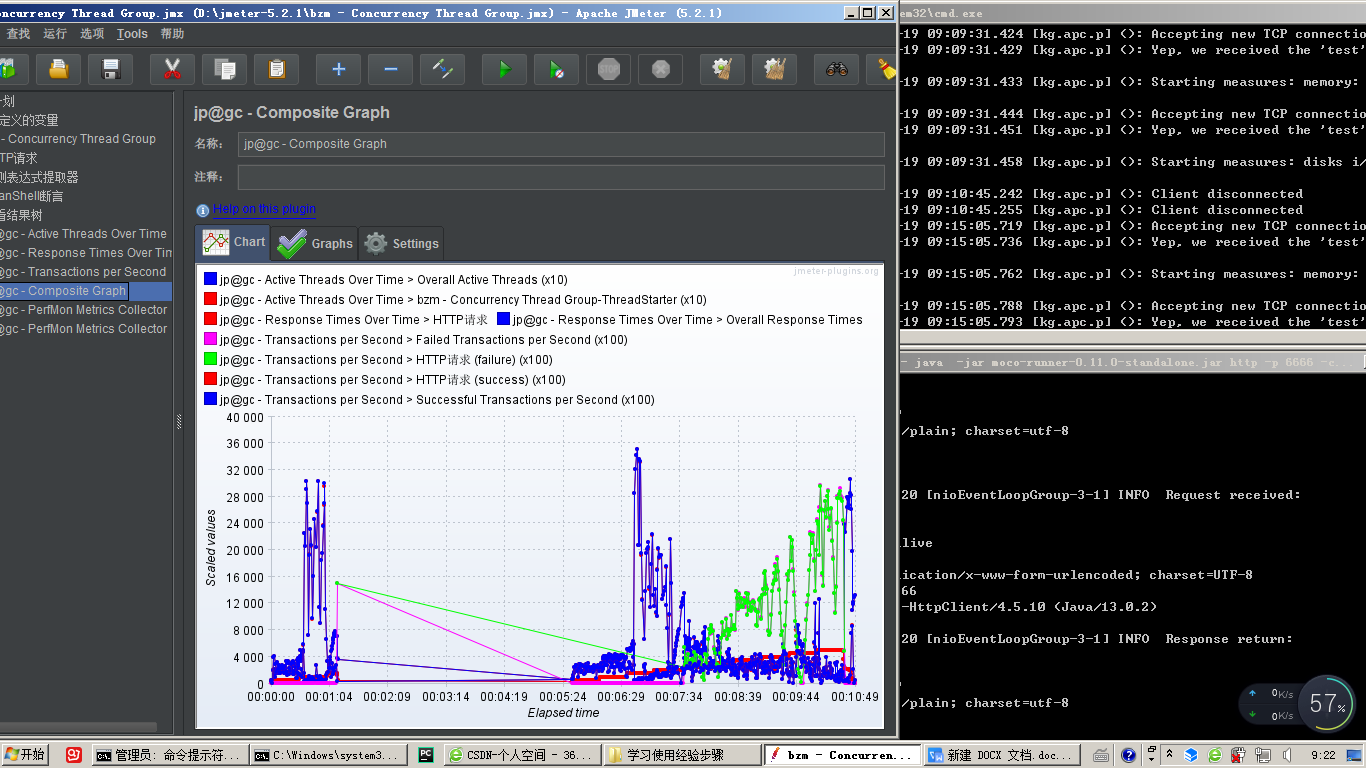 oncurrency Thread Group.jmx (D:\jmeter-5.2.1\bzm - Concurrency Thread Group.jmx) - Apache JMeter (5.2.1)
查找 运行 选项 Tools 帮助
计划
定义的变量
- Concurrency Thread Group
TP请求
则表达式提取器
anShell断言
看结果树
@gc - Active Threads Over Time
@gc - Response Times Over Tim
@gc - Transactions per Second
@gc - Composite Graph
@gc - PerfMon Metrics Collector
@gc - PerfMon Metrics Collector
jp@gc - Composite Graph
名称: jp@gc - Composite Graph
注释:
Help on this plugin
Chart Graphs Settings
jmeter-plugins.org
jp@gc - Active Threads Over Time > Overall Active Threads (x10)
jp@gc - Active Threads Over Time > bzm - Concurrency Thread Group-ThreadStarter (x10)
jp@gc - Response Times Over Time > HTTP请求 jp@gc - Response Times Over Time > Overall Response Times
jp@gc - Transactions per Second > Failed Transactions per Second (x100)
jp@gc - Transactions per Second > HTTP请求 (failure) (x100)
jp@gc - Transactions per Second > HTTP请求 (success) (x100)
jp@gc - Transactions per Second > Successful Transactions per Second (x100)
40 000
36 000
32 000
28 000
24 000
20 000
16 000
12 000
8 000
4 000
0
Scaled values
00:00:00 00:01:04 00:02:09 00:03:14 00:04:19 00:05:24 00:06:29 00:07:34 00:08:39 00:09:44 00:10:49
Elapsed time
em32\cmd.exe
-19 09:09:31.424 [kg.apc.p] (): Accepting new TCP connectio
-19 09:09:31.429 [kg.apc.p] (): Yep, we received the 'test'
-19 09:09:31.433 [kg.apc.p] (): Starting measures: memory:
-19 09:09:31.444 [kg.apc.p] (): Accepting new TCP connectio
-19 09:09:31.451 [kg.apc.p] (): Yep, we received the 'test'
-19 09:09:31.458 [kg.apc.p] (): Starting measures: disks i/
-19 09:10:45.242 [kg.apc.p] (): Client disconnected
-19 09:10:45.255 [kg.apc.p] (): Client disconnected
-19 09:15:05.719 [kg.apc.p] (): Accepting new TCP connectio
-19 09:15:05.736 [kg.apc.p] (): Yep, we received the 'test'
-19 09:15:05.762 [kg.apc.p] (): Starting measures: memory:
-19 09:15:05.788 [kg.apc.p] (): Accepting new TCP connectio
-19 09:15:05.793 [kg.apc.p] (): Yep, we received the 'test'
- java -jar moco-runner-0.11.0-standalone.jar http -p 6666 -c...
/plain; charset=utf-8
20 [nioEventLoopGroup-3-1] INFO Request received:
live
ication/x-www-form-urlencoded; charset=UTF-8
66
-HttpClient/4.5.10 (Java/13.0.2)
20 [nioEventLoopGroup-3-1] INFO Response return:
/plain; charset=utf-8
0K/s
0K/s
57%
开始 管理员: 命令提示符... C:\Windows\system3... CSDN-个人空间 - 36... 学习使用经验步骤 bzm - Concurren... 新建 DOCX 文档.doc... 9:22